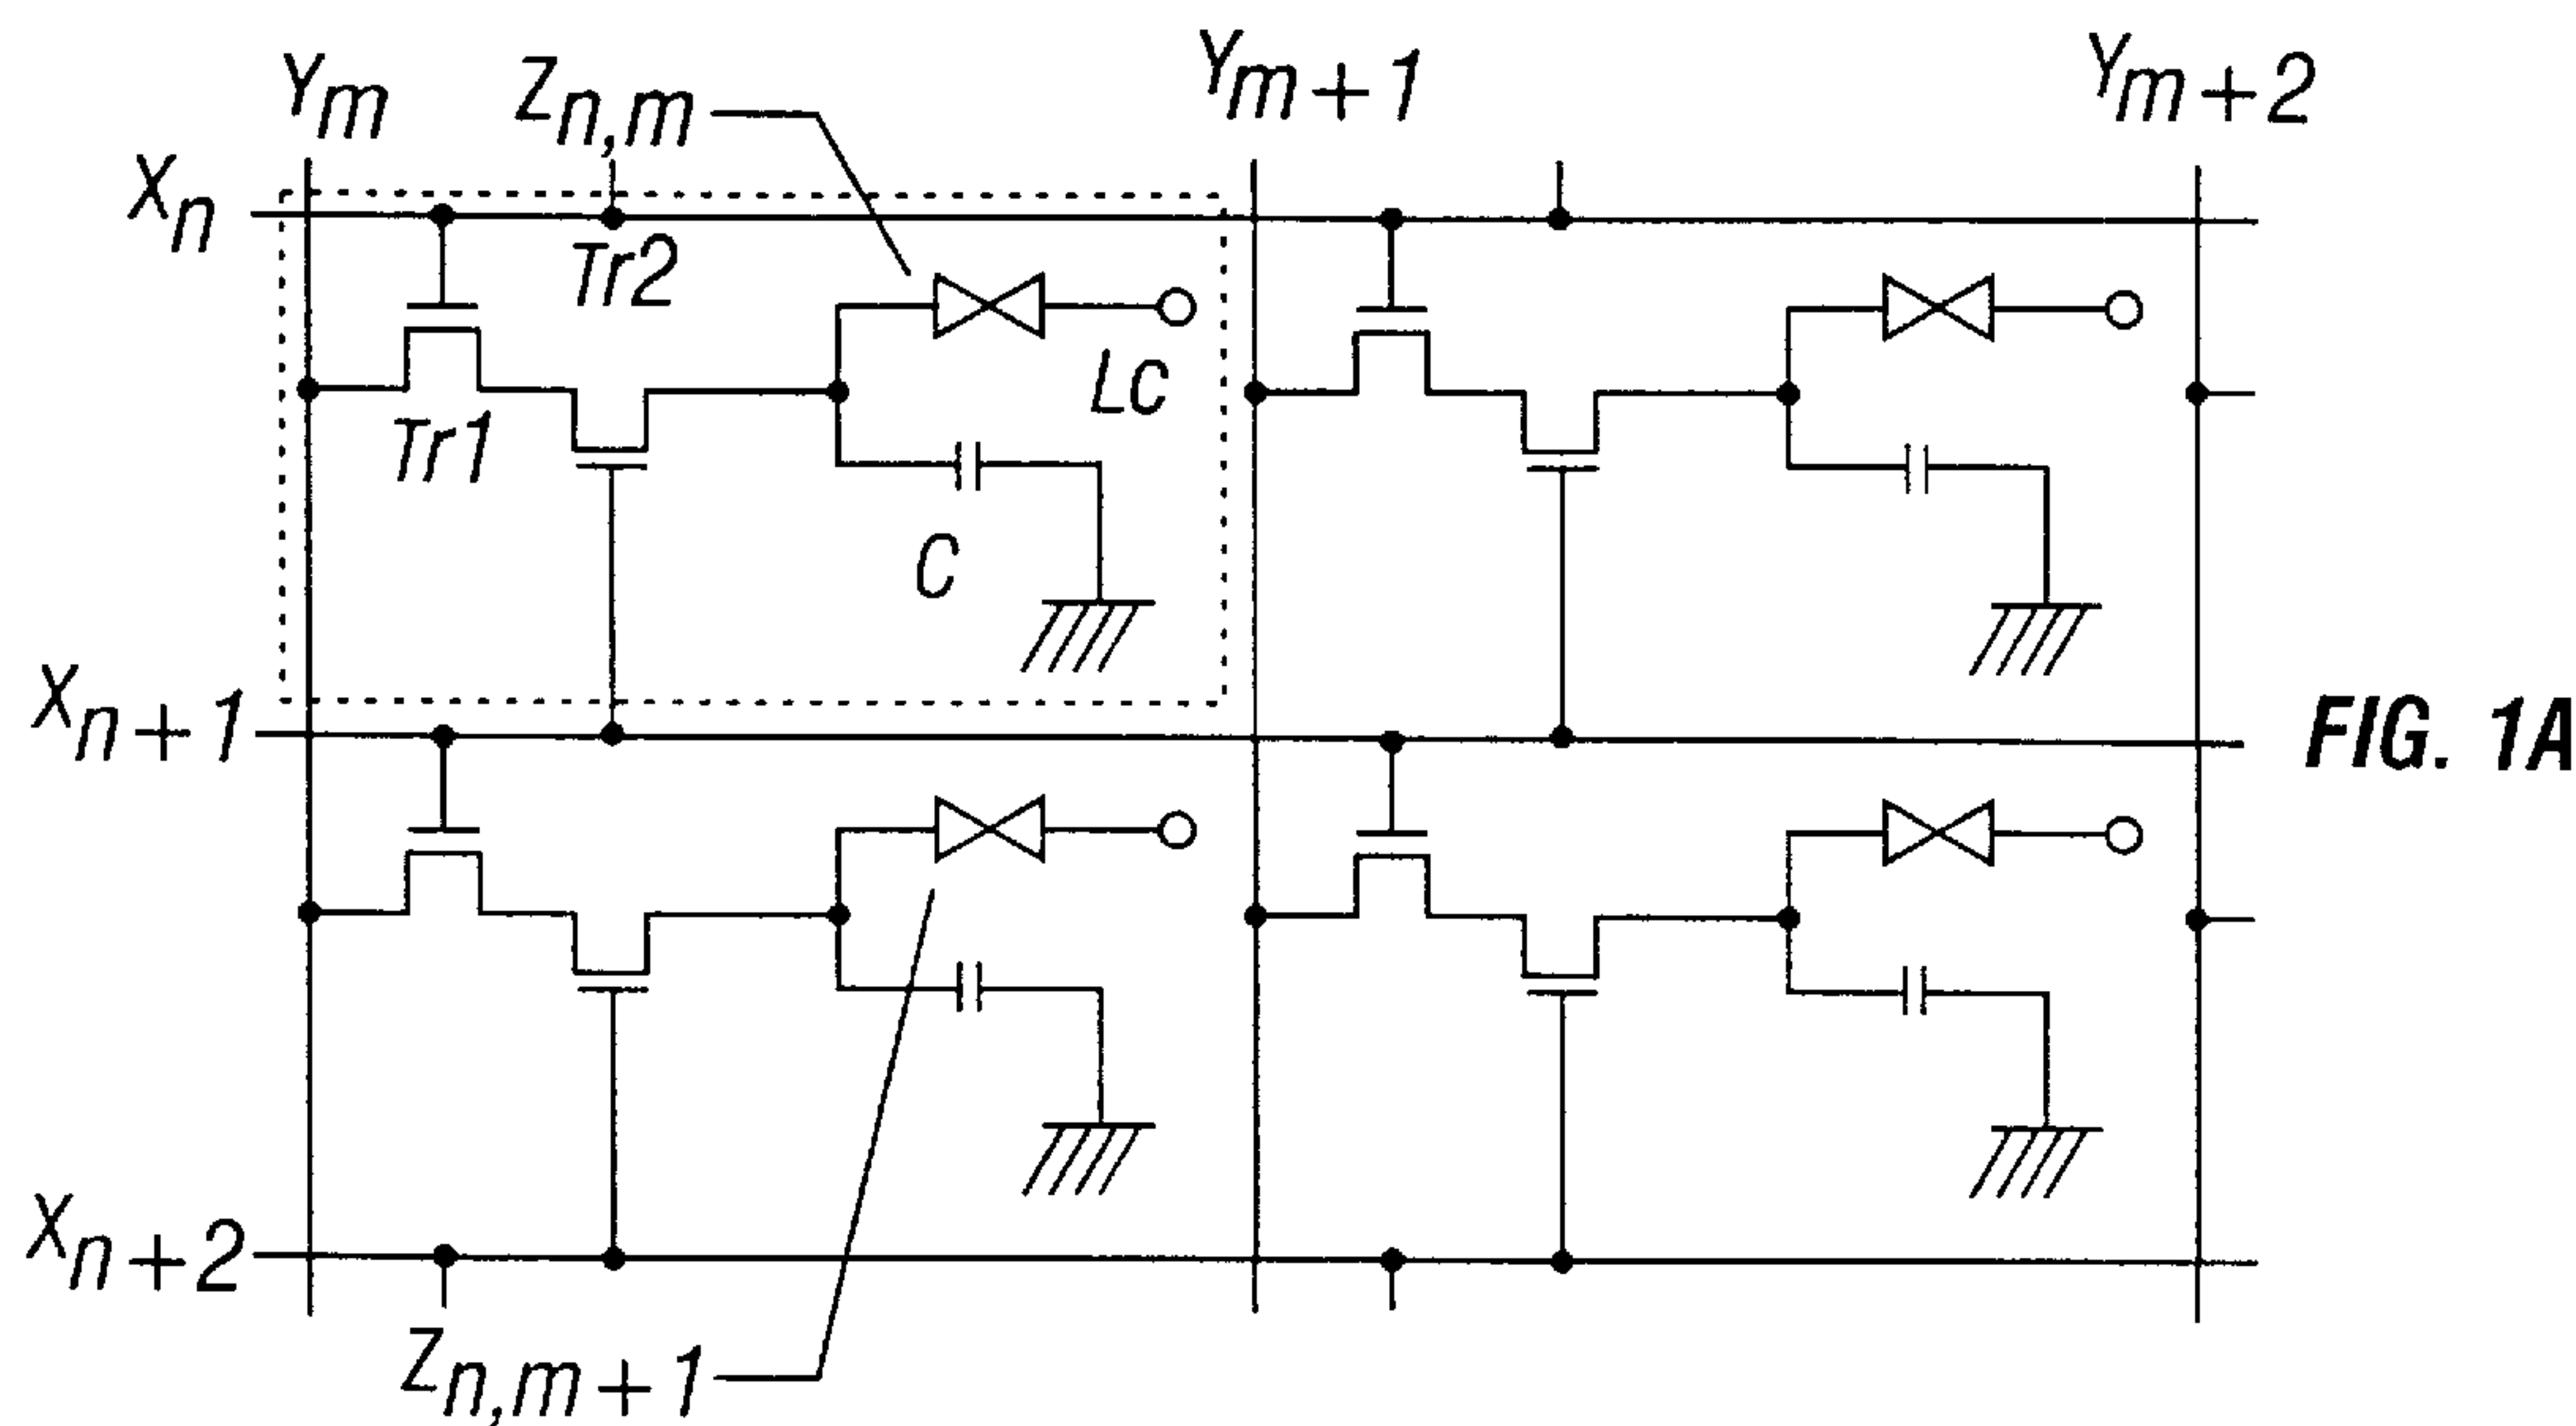 Yₘ
Zₙ,ₘ
Yₘ₊₁
Yₘ₊₂
Xₙ
Tr2
LC
Tr1
C
Xₙ₊₁
FIG. 1A
Xₙ₊₂
Zₙ,ₘ₊₁